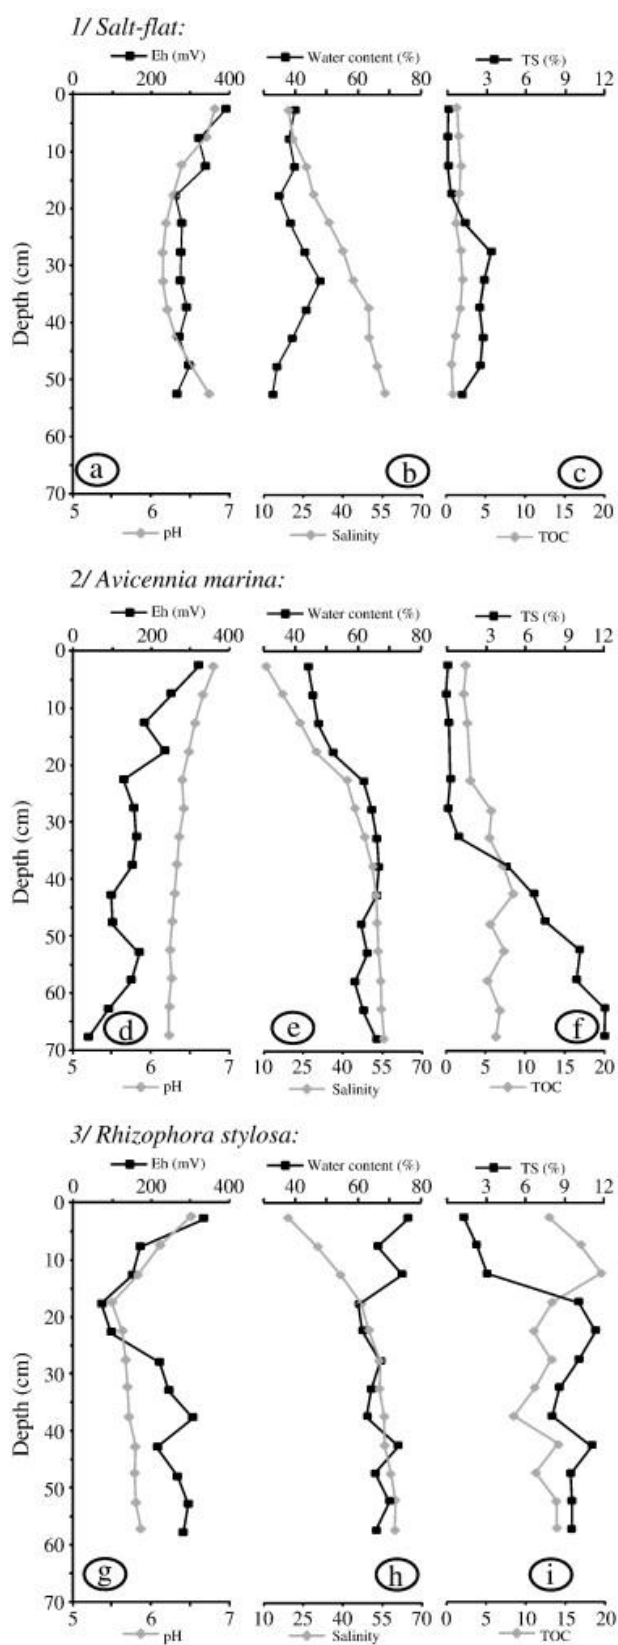 1/ Salt-flat:
Eh (mV) Water content (%) TS (%)
0 200 400 40 60 80 0 3 6 9 12
0
10
20
30
40
50
60
70
Depth (cm)
a b c
5 6 7 10 25 40 55 70 0 5 10 15 20
pH Salinity TOC
2/ Avicennia marina:
Eh (mV) Water content (%) TS (%)
0 200 400 40 60 80 0 3 6 9 12
0
10
20
30
40
50
60
70
Depth (cm)
d e f
5 6 7 10 25 40 55 70 0 5 10 15 20
pH Salinity TOC
3/ Rhizophora stylosa:
Eh (mV) Water content (%) TS (%)
0 200 400 40 60 80 0 3 6 9 12
0
10
20
30
40
50
60
70
Depth (cm)
g h i
5 6 7 10 25 40 55 70 0 5 10 15 20
pH Salinity TOC